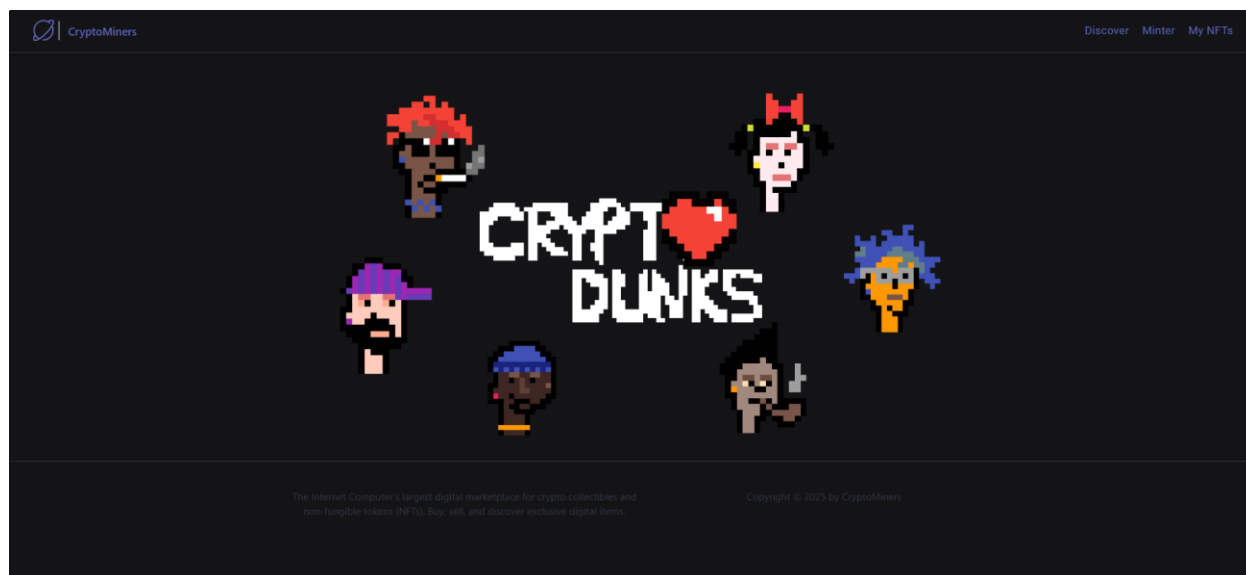 CryptoMiners
Discover Minter My NFTs
CRYPT
DUNKS
The Internet Computer's largest digital marketplace for crypto collectibles and
non-fungible tokens (NFTs). Buy, sell, and discover exclusive digital items.
Copyright © 2025 by CryptoMiners